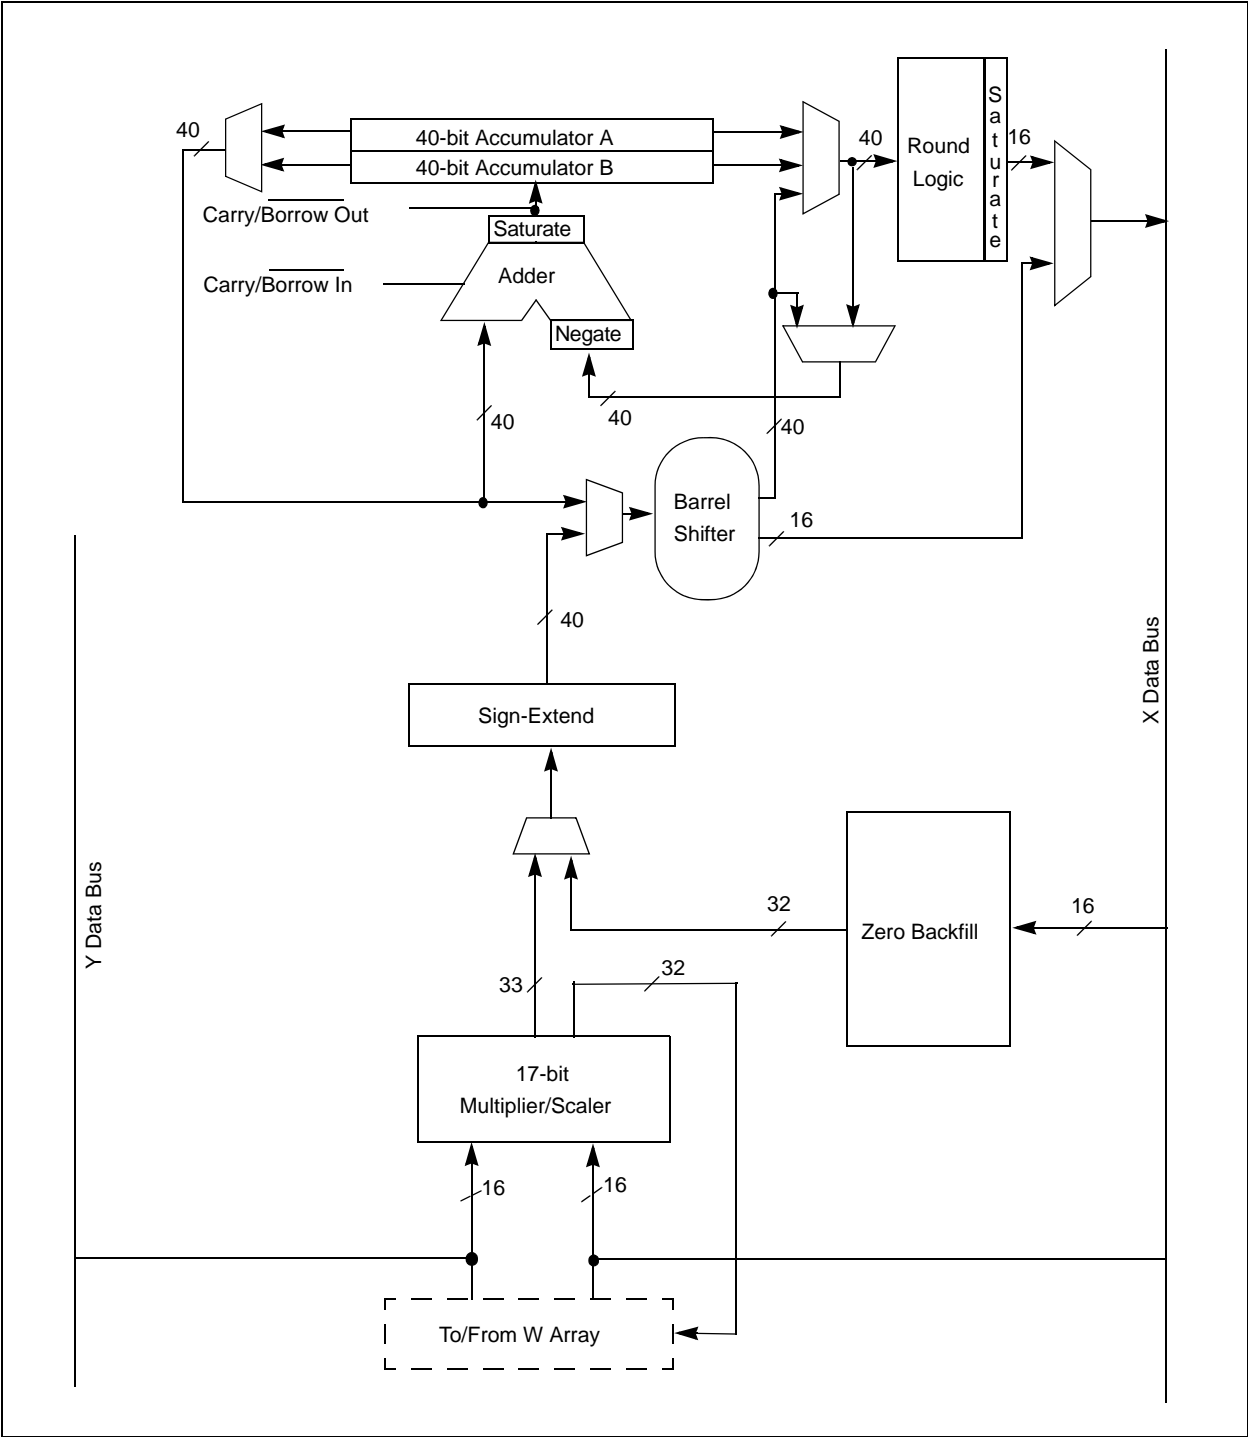 40
40-bit Accumulator A
40-bit Accumulator B
40
Round
Logic
Saturate
16
Carry/Borrow Out
Saturate
Carry/Borrow In
Adder
Negate
40
40
40
Barrel
Shifter
16
40
X Data Bus
Sign-Extend
Y Data Bus
32
Zero Backfill
16
33
32
17-bit
Multiplier/Scaler
16
16
To/From W Array